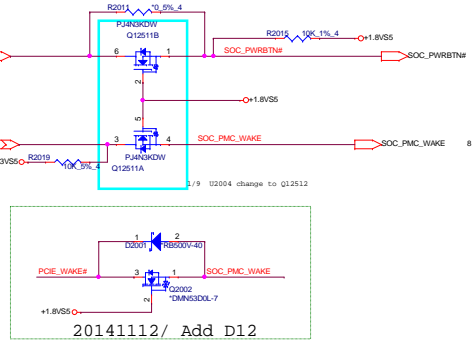 R2011 *0_5%_4
PJ4N3KDW
Q12511B
R2015 10K_1%_4 +1.8VS5
6 1 SOC_PWRBTN# SOC_PWRBTN#
2
+1.8VS5
5
3 4 SOC_PMC_WAKE SOC_PMC_WAKE 8
PJ4N3KDW
3VS5 R2019 10K_5%_4 Q12511A
1/9 U2004 change to Q12512
1 2
D2001 *RB500V-40
PCIE_WAKE# 3 1 SOC_PMC_WAKE
Q2002
*DMN53D0L-7
2
+1.8VS5
20141112/ Add D12